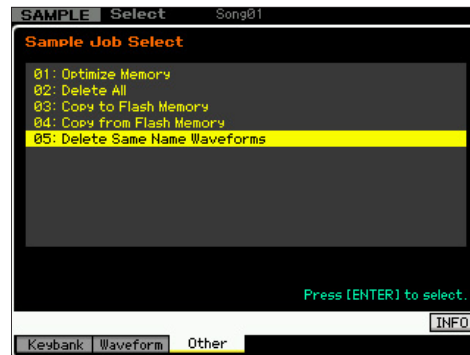 SAMPLE Select Song01
Sample Job Select
01: Optimize Memory
02: Delete All
03: Copy to Flash Memory
04: Copy from Flash Memory
05: Delete Same Name Waveforms
Press [ENTER] to select.
INFO
Keybank Waveform Other